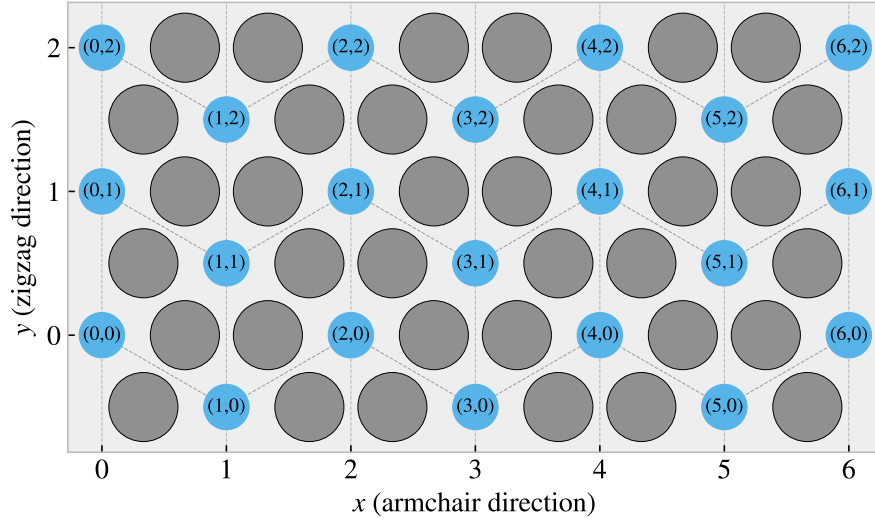 2
(0,2) (2,2) (4,2) (6,2)
(1,2) (3,2) (5,2)
1
(0,1) (2,1) (4,1) (6,1)
(1,1) (3,1) (5,1)
0
(0,0) (2,0) (4,0) (6,0)
(1,0) (3,0) (5,0)
y (zigzag direction)
0 1 2 3 4 5 6
x (armchair direction)